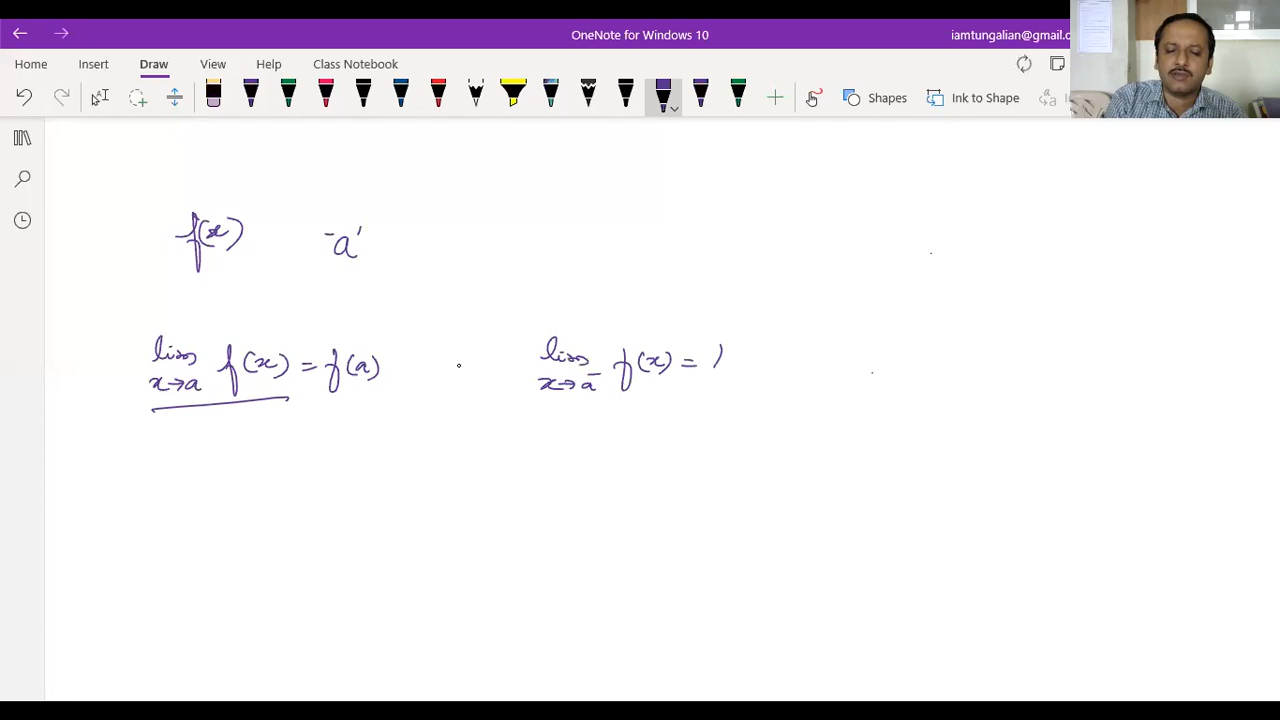 OneNote for Windows 10
iamtungalian@gmail.c
Home Insert Draw View Help Class Notebook
Shapes Ink to Shape
f(x) 'a'
lim x→a f(x) = f(a) lim x→a⁻ f(x) =